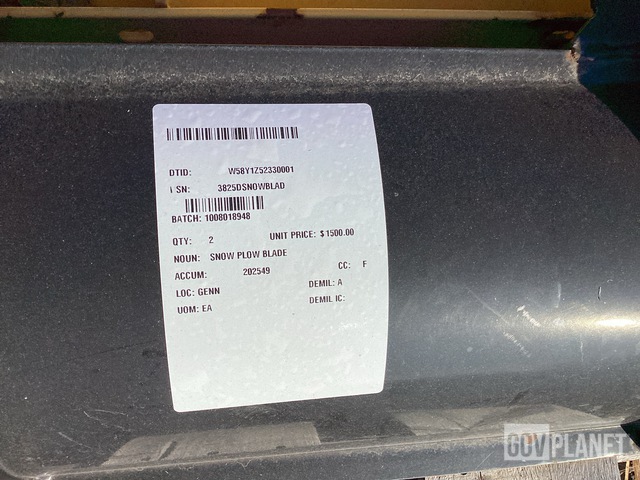 DTID: W58Y1Z52330001
SN: 3825DSNOWBLAD
BATCH: 1008018948
QTY: 2 UNIT PRICE: $1500.00
NOUN: SNOW PLOW BLADE
ACCUM: 202549 CC: F
LOC: GENN DEMIL: A
UOM: EA DEMIL IC:
GOVPLANET